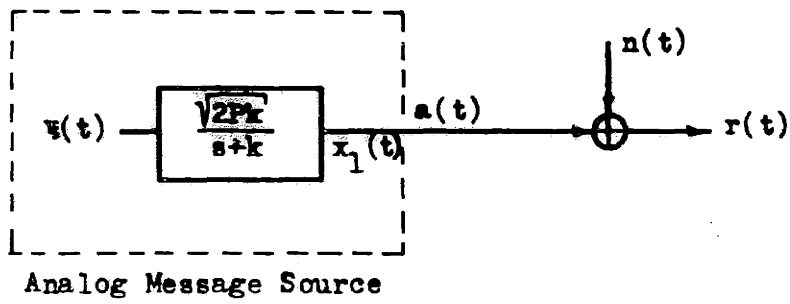 n(t)
√2Pk
s+k
Ψ(t)
x₁(t)
a(t)
r(t)
Analog Message Source